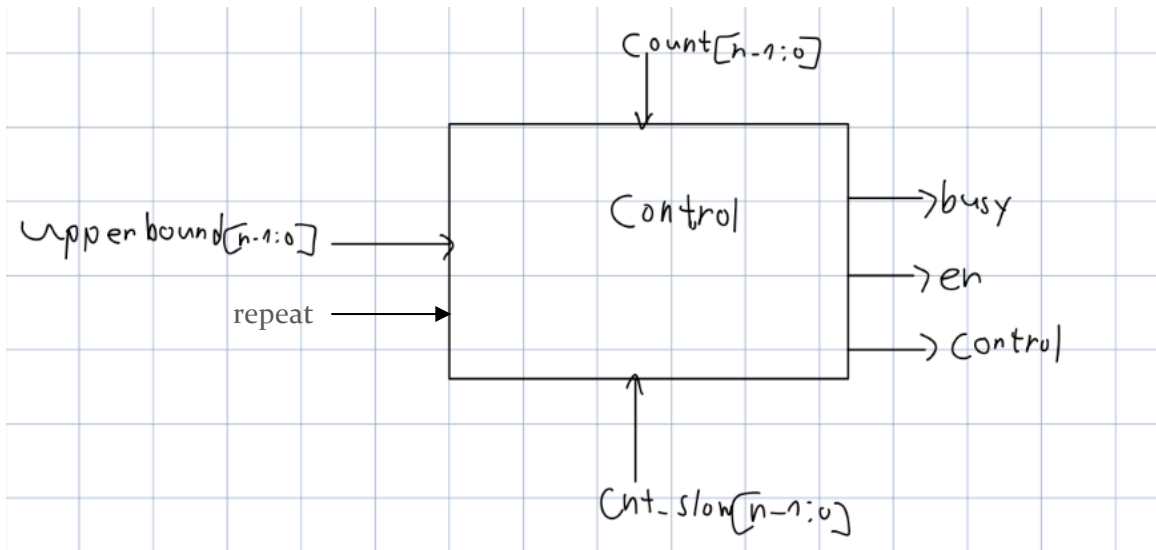 Count[n-1:0]
Control
busy
upperbound[n-1:0]
en
repeat
Control
Cnt_slow[n-1:0]